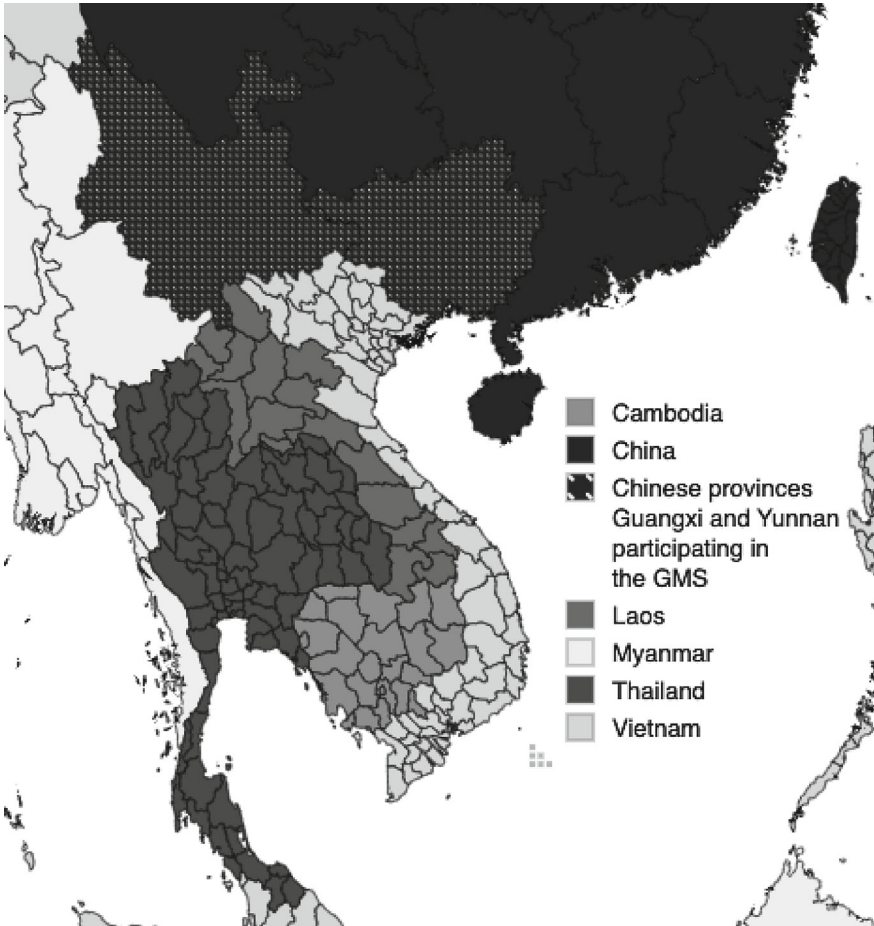 Cambodia
China
Chinese provinces
Guangxi and Yunnan
participating in
the GMS
Laos
Myanmar
Thailand
Vietnam